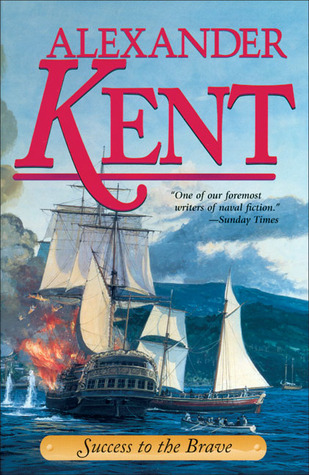 ALEXANDER
KENT
"One of our foremost
writers of naval fiction."
—Sunday Times
Success to the Brave